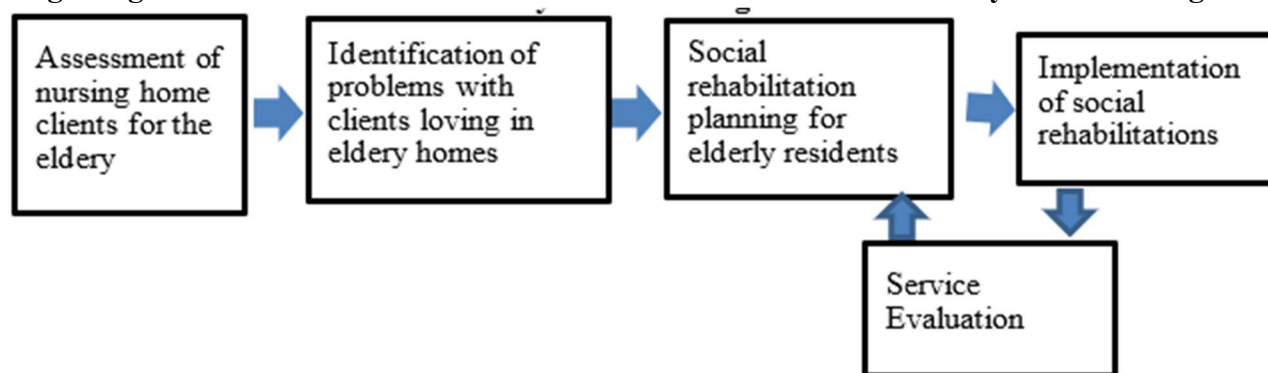 Assessment of
nursing home
clients for the
eldery
Identification of
problems with
clients loving in
eldery homes
Social
rehabilitation
planning for
elderly residents
Implementation
of social
rehabilitations
Service
Evaluation